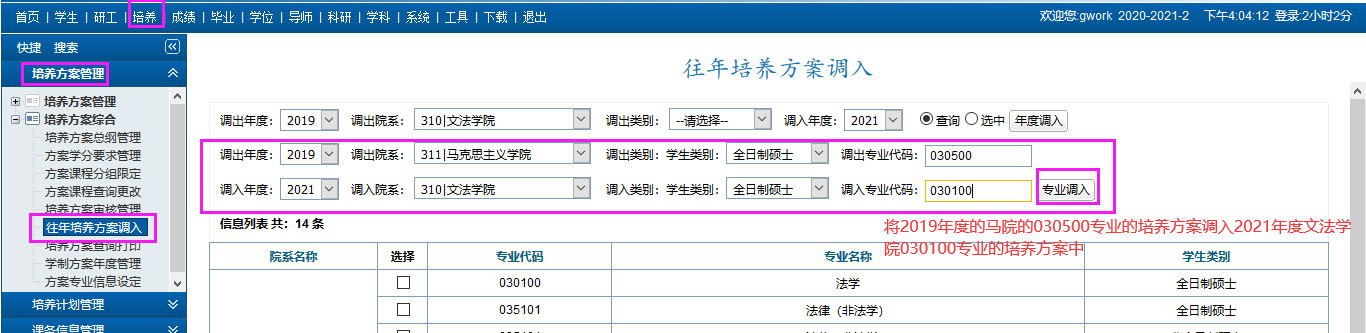 首页 | 学生 | 研工 | 培养 | 成绩 | 毕业 | 学位 | 导师 | 科研 | 学科 | 系统 | 工具 | 下载 | 退出
欢迎您:gwork 2020-2021-2 下午4:04:12 登录:2小时2分
快捷 搜索
培养方案管理
培养方案管理
培养方案综合
培养方案总纲管理
方案学分要求管理
方案课程分组限定
方案课程查询更改
培养方案审核管理
往年培养方案调入
培养方案查询打印
学制方案年度管理
方案专业信息设定
培养计划管理
课务信息管理
往年培养方案调入
调出年度: 2019 调出院系: 310|文法学院 调出类别: --请选择-- 调入年度: 2021 查询 选中 年度调入
调出年度: 2019 调出院系: 311|马克思主义学院 调出类别: 学生类别: 全日制硕士 调出专业代码: 030500
调入年度: 2021 调入院系: 310|文法学院 调入类别: 学生类别: 全日制硕士 调入专业代码: 030100 专业调入
信息列表 共: 14 条
将2019年度的马院的030500专业的培养方案调入2021年度文法学
院030100专业的培养方案中
院系名称 选择 专业代码 专业名称 学生类别
030100 法学 全日制硕士
035101 法律（非法学） 全日制硕士